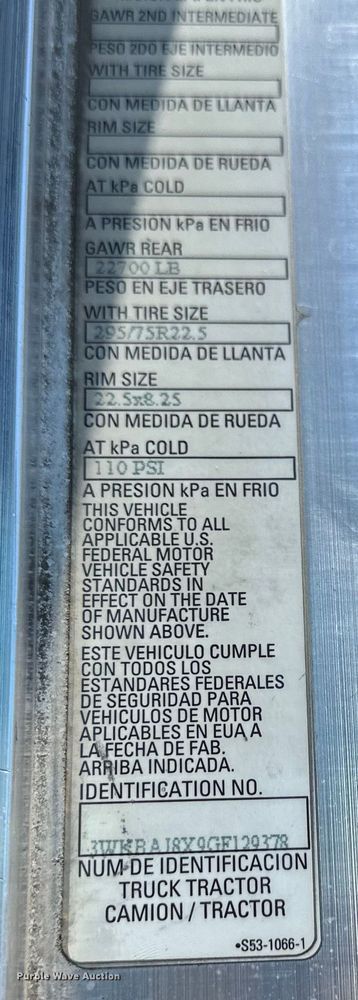 GAWR 2ND INTERMEDIATE
PESO 2DO EJE INTERMEDIO
WITH TIRE SIZE
CON MEDIDA DE LLANTA
RIM SIZE
CON MEDIDA DE RUEDA
AT kPa COLD
A PRESION kPa EN FRIO
GAWR REAR
22700 LB
PESO EN EJE TRASERO
WITH TIRE SIZE
295/75R22.5
CON MEDIDA DE LLANTA
RIM SIZE
22.5x8.25
CON MEDIDA DE RUEDA
AT kPa COLD
110 PSI
A PRESION kPa EN FRIO
THIS VEHICLE
CONFORMS TO ALL
APPLICABLE U.S.
FEDERAL MOTOR
VEHICLE SAFETY
STANDARDS IN
EFFECT ON THE DATE
OF MANUFACTURE
SHOWN ABOVE.
ESTE VEHICULO CUMPLE
CON TODOS LOS
ESTANDARES FEDERALES
DE SEGURIDAD PARA
VEHICULOS DE MOTOR
APLICABLES EN EUA A
LA FECHA DE FAB.
ARRIBA INDICADA.
IDENTIFICATION NO.
3WKBAJ8X9GF129378
NUM DE IDENTIFICACION
TRUCK TRACTOR
CAMION / TRACTOR
•S53-1066-1
Purple Wave Auction